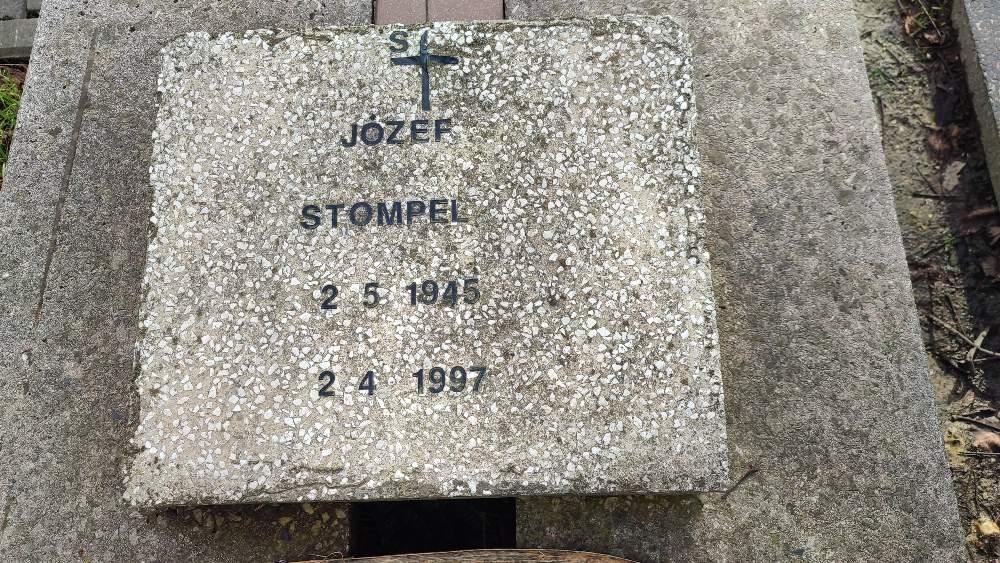 S
JÓZEF
STOMPEL
2 5 1945
2 4 1997